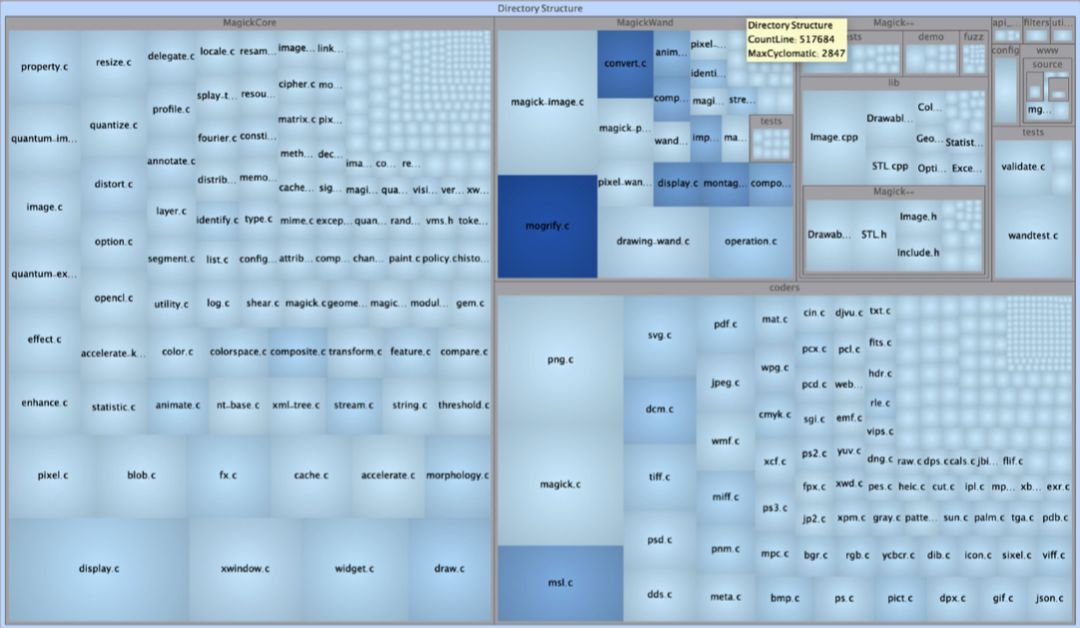 Directory Structure
MagickCore
property.c
resize.c
delegate.c
locale.c resam...
image... link...
quantum-im...
quantize.c
profile.c
splay-t... resou...
cipher.c mo...
fourier.c consti...
matrix.c pix...
annotate.c
meth... dec...
ima... co... re...
image.c
distort.c
layer.c
distrib... memo...
cache... sig... magi... qua... visi... ver... xw...
identify.c type.c mime.c excep... quan... rand... vms.h toke...
option.c
segment.c list.c config... attrib... comp... chan... paint.c policy.c histo...
quantum-ex...
opencl.c
utility.c log.c shear.c magick.c geome... magic... modul... gem.c
effect.c
accelerate-k... color.c colorspace.c composite.c transform.c feature.c compare.c
enhance.c
statistic.c animate.c nt-base.c xml-tree.c stream.c string.c threshold.c
pixel.c blob.c fx.c cache.c accelerate.c morphology.c
display.c xwindow.c widget.c draw.c
MagickWand
magick-image.c
convert.c
anim...
pixel-...
identi...
comp... magi... stre...
magick-p...
wand... imp... ma...
tests
mogrify.c
pixel-wan... display.c montag... compo...
drawing-wand.c operation.c
Directory Structure
CountLine: 517684
MaxCyclomatic: 2847
Magick++
sts
demo
fuzz
lib
Image.cpp
Drawabl...
Col...
Geo... Statist...
STL.cpp Opti... Exce...
Magick++
Drawab... STL.h
Image.h
Include.h
api_...
filters
uti...
config
www
source
mg...
tests
validate.c
wandtest.c
coders
png.c
magick.c
msl.c
svg.c
dcm.c
tiff.c
psd.c
dds.c
pdf.c
jpeg.c
wmf.c
miff.c
pnm.c
meta.c
mat.c
wpg.c
cmyk.c
xcf.c
ps3.c
mpc.c
bmp.c
cin.c djvu.c txt.c
pcx.c pcl.c fits.c
pcd.c web... hdr.c
sgi.c emf.c rle.c
vips.c
ps2.c yuv.c dng.c raw.c dps.c cals.c jbi... flif.c
fpx.c xwd.c pes.c heic.c cut.c ipl.c mp... xb... exr.c
jp2.c xpm.c gray.c patte... sun.c palm.c tga.c pdb.c
bgr.c rgb.c ycbcr.c dib.c icon.c sixel.c viff.c
ps.c pict.c dpx.c gif.c json.c